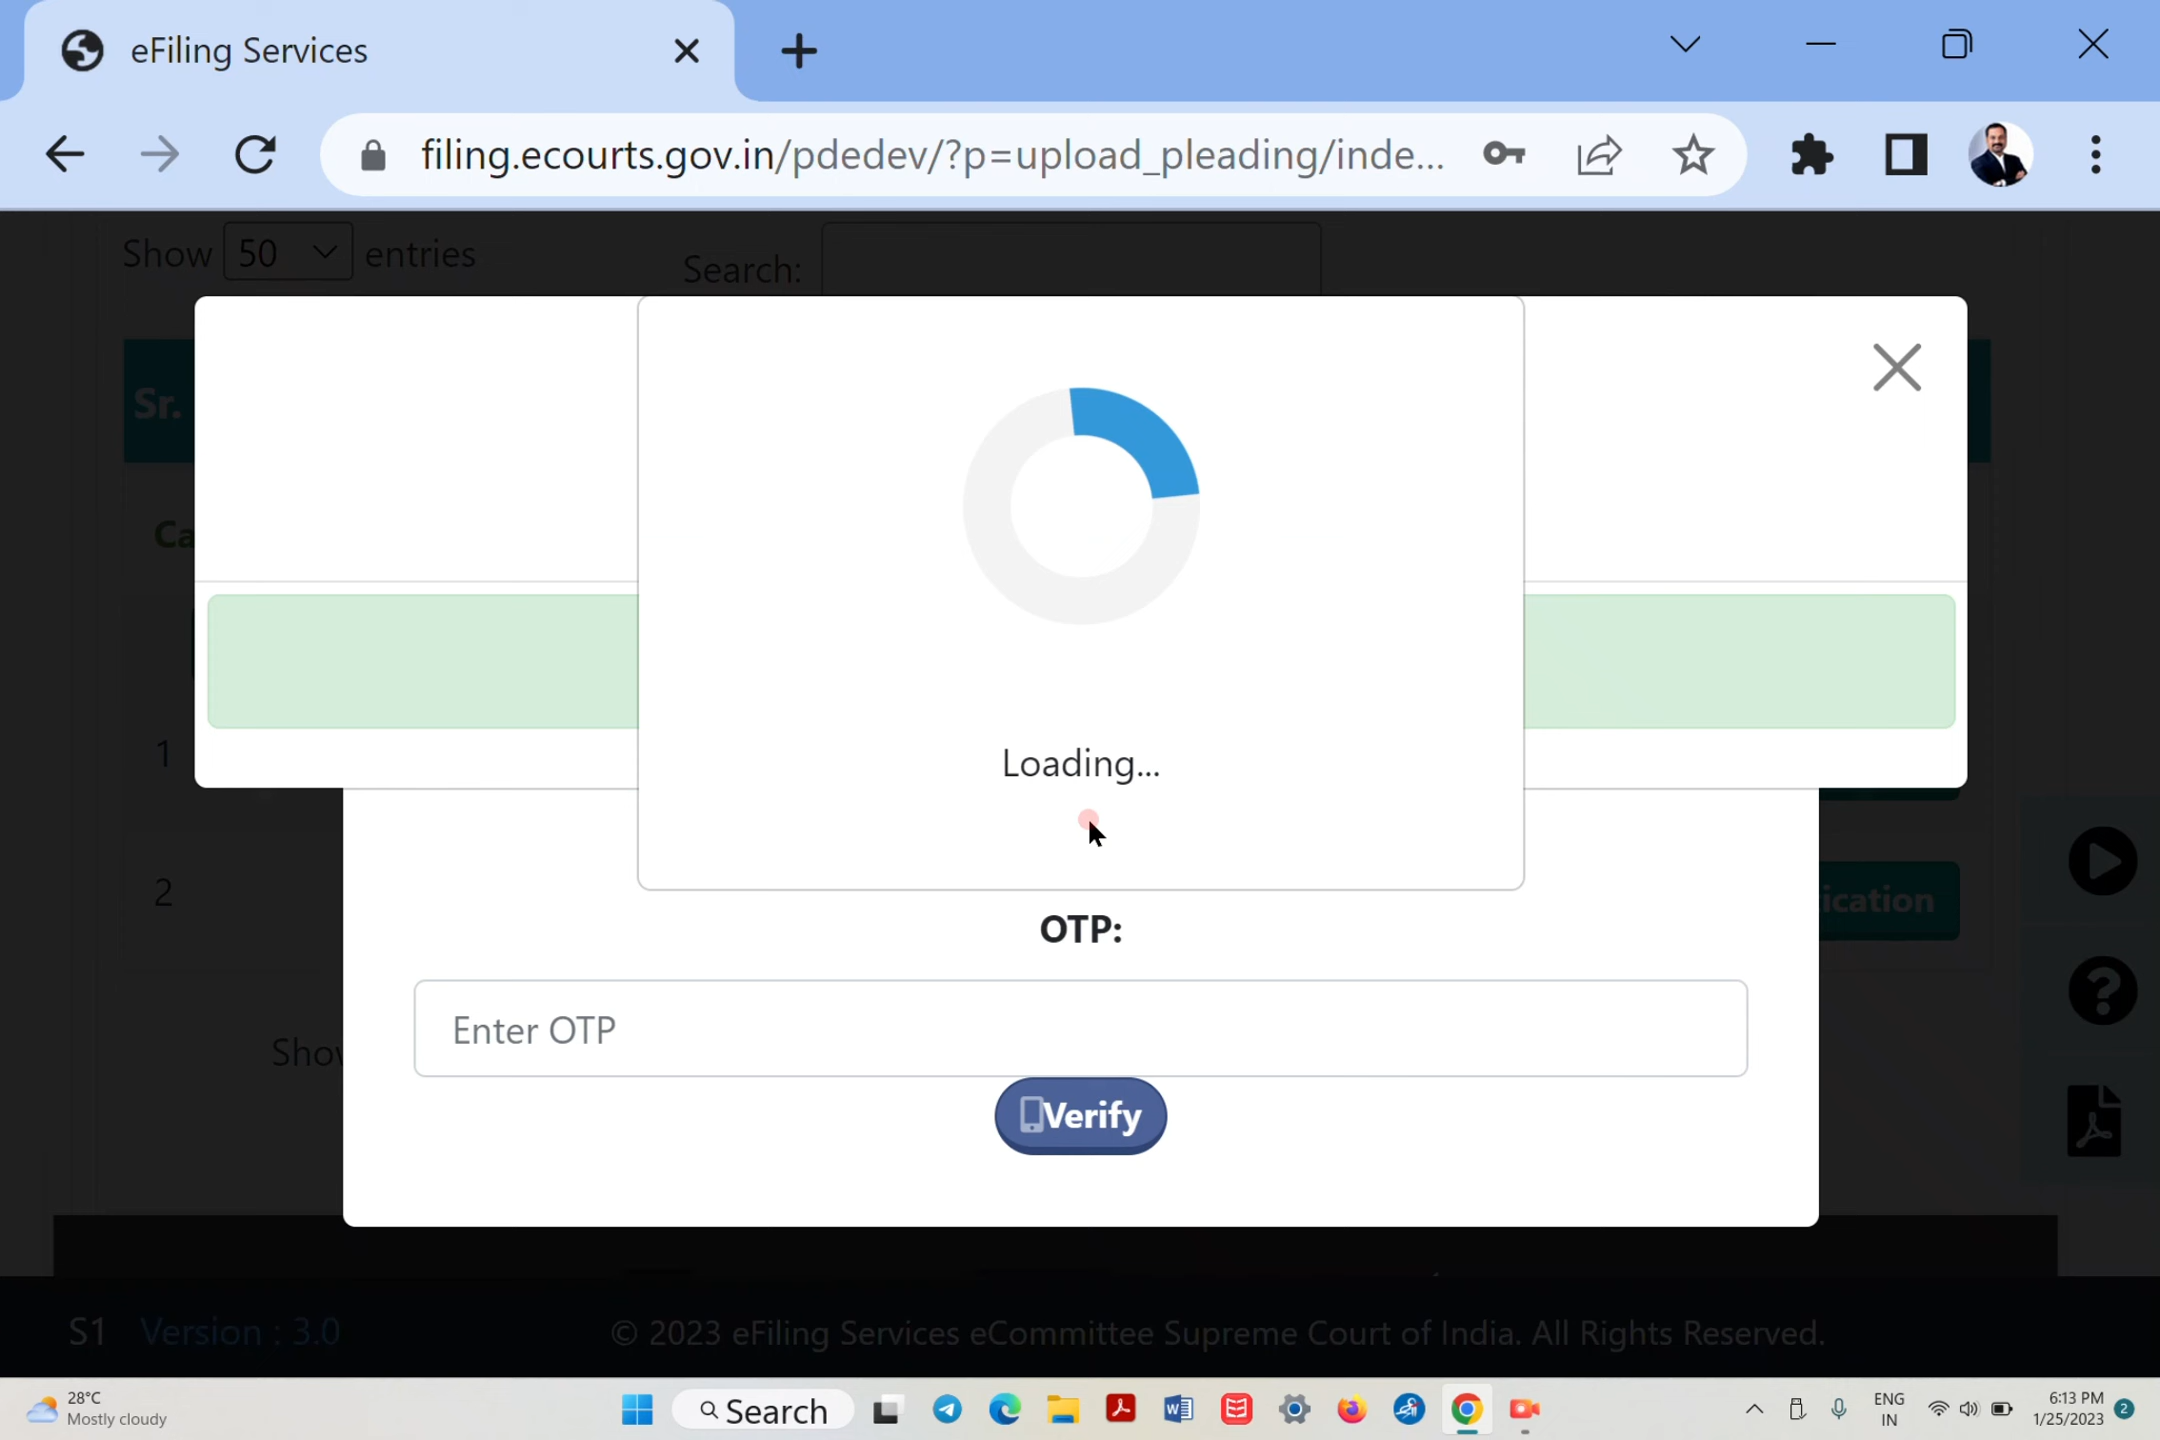 eFiling Services
filing.ecourts.gov.in/pdedev/?p=upload_pleading/inde...
Show 50 entries
Search:
Sr.
Ca
1
2
Loading...
OTP:
Enter OTP
Verify
ication
Show
S1 Version : 3.0
© 2023 eFiling Services eCommittee Supreme Court of India. All Rights Reserved.
28°C
Mostly cloudy
Search
ENG
IN
6:13 PM
1/25/2023
2